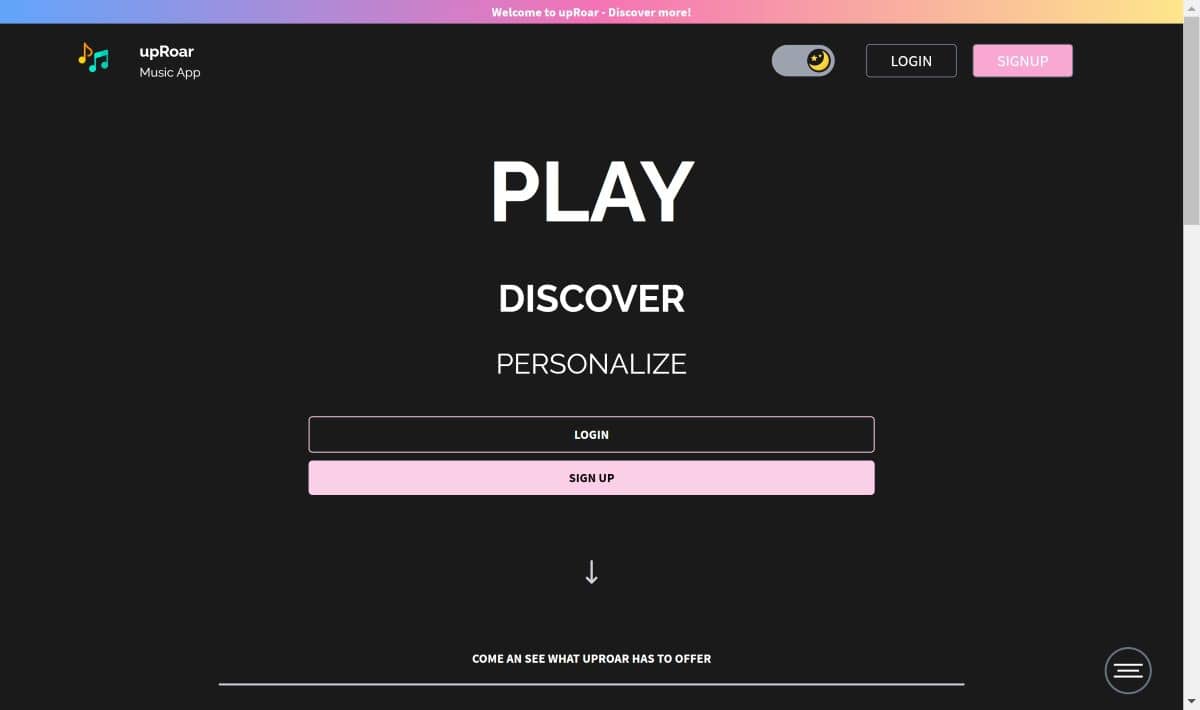 Welcome to upRoar - Discover more!
upRoar
Music App
LOGIN
SIGNUP
PLAY
DISCOVER
PERSONALIZE
LOGIN
SIGN UP
COME AN SEE WHAT UPROAR HAS TO OFFER